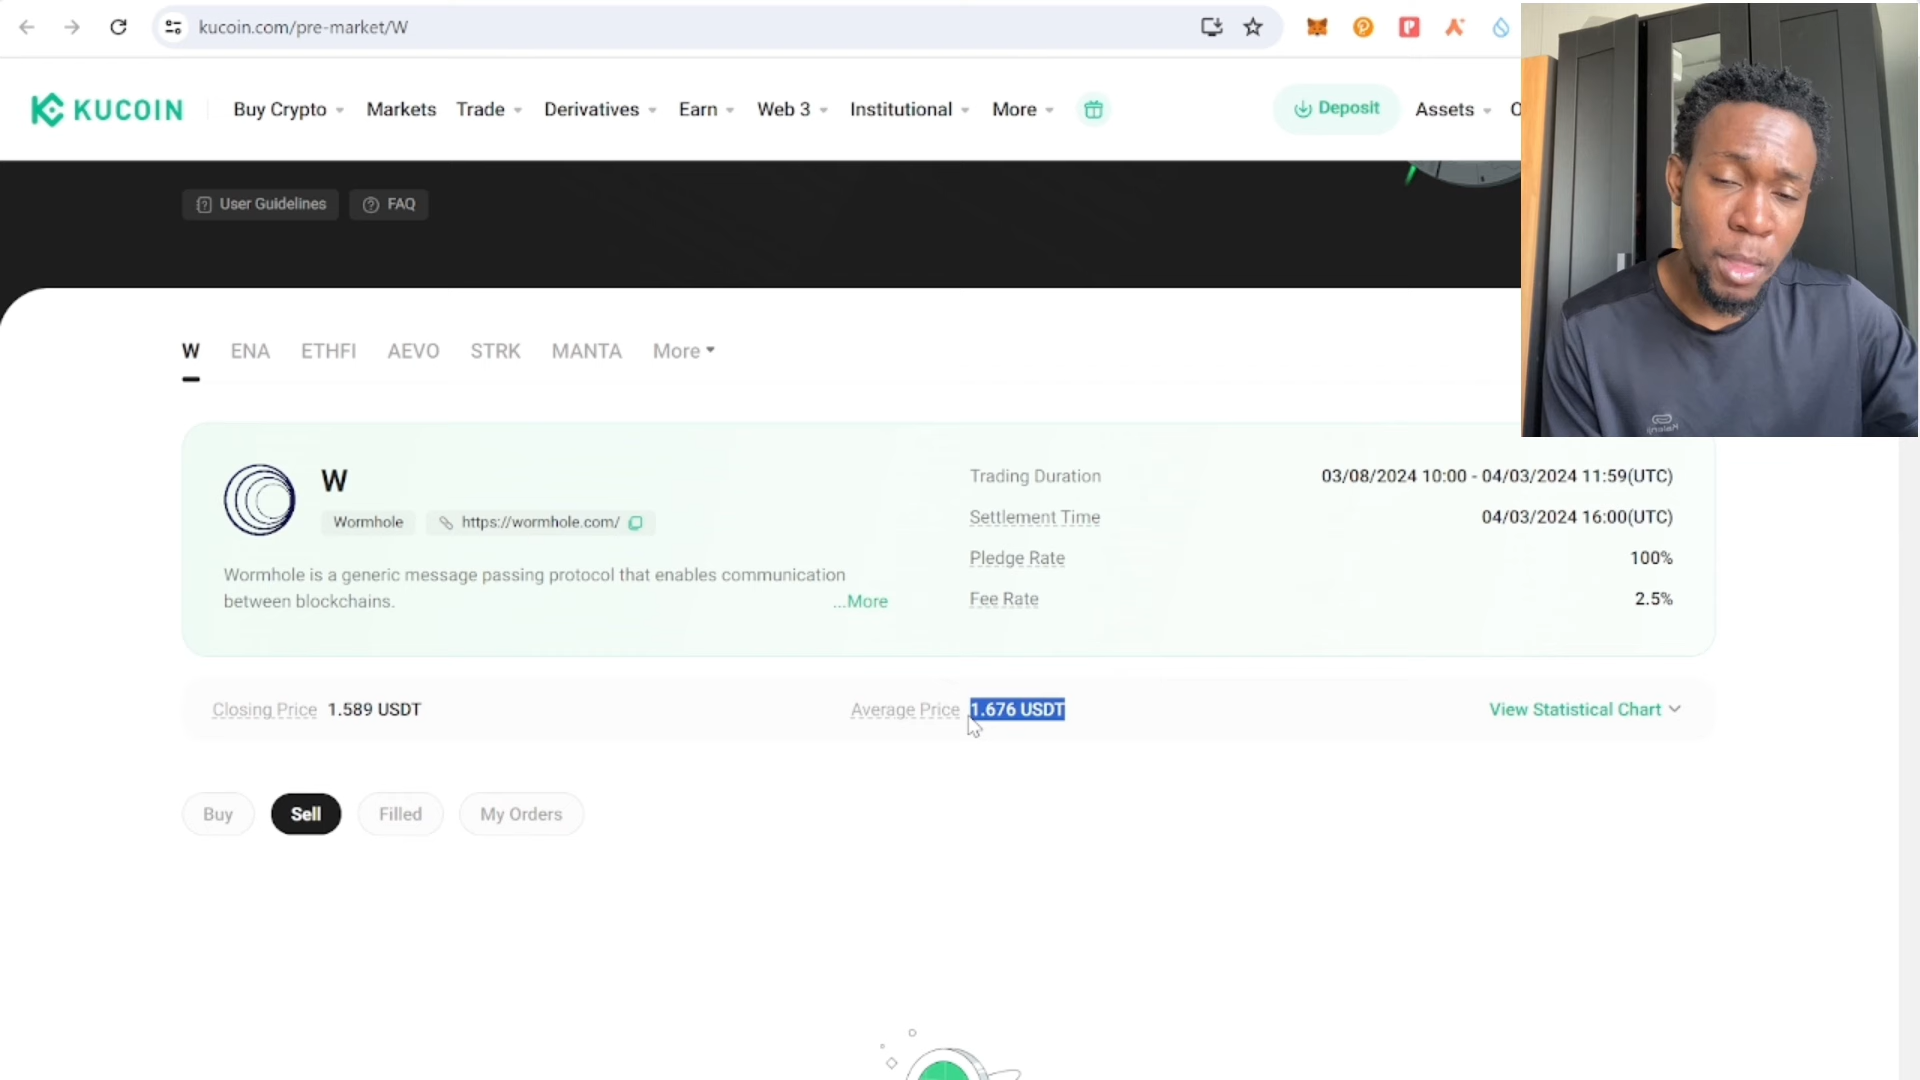 kucoin.com/pre-market/W
KUCOIN Buy Crypto Markets Trade Derivatives Earn Web 3 Institutional More Deposit Assets O
User Guidelines FAQ
W ENA ETHFI AEVO STRK MANTA More
W
Wormhole https://wormhole.com/
Wormhole is a generic message passing protocol that enables communication
between blockchains. ...More
Trading Duration 03/08/2024 10:00 - 04/03/2024 11:59(UTC)
Settlement Time 04/03/2024 16:00(UTC)
Pledge Rate 100%
Fee Rate 2.5%
Closing Price 1.589 USDT Average Price 1.676 USDT View Statistical Chart
Buy Sell Filled My Orders